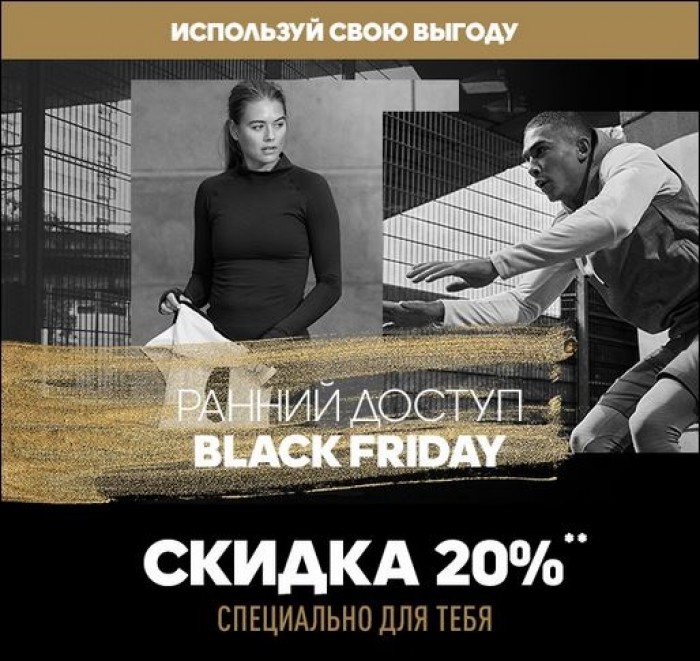 ИСПОЛЬЗУЙ СВОЮ ВЫГОДУ
РАННИЙ ДОСТУП
BLACK FRIDAY
СКИДКА 20%**
СПЕЦИАЛЬНО ДЛЯ ТЕБЯ